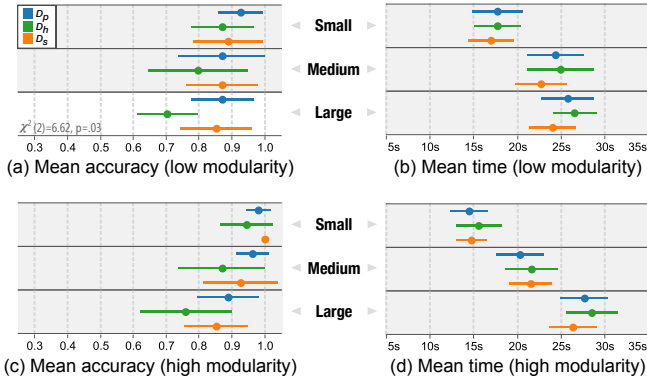 D_p
D_h
D_s
χ² (2)=6.62, p=.03
0.3 0.4 0.5 0.6 0.7 0.8 0.9 1.0
(a) Mean accuracy (low modularity)
Small
Medium
Large
5s 10s 15s 20s 25s 30s 35s
(b) Mean time (low modularity)
0.3 0.4 0.5 0.6 0.7 0.8 0.9 1.0
(c) Mean accuracy (high modularity)
Small
Medium
Large
5s 10s 15s 20s 25s 30s 35s
(d) Mean time (high modularity)